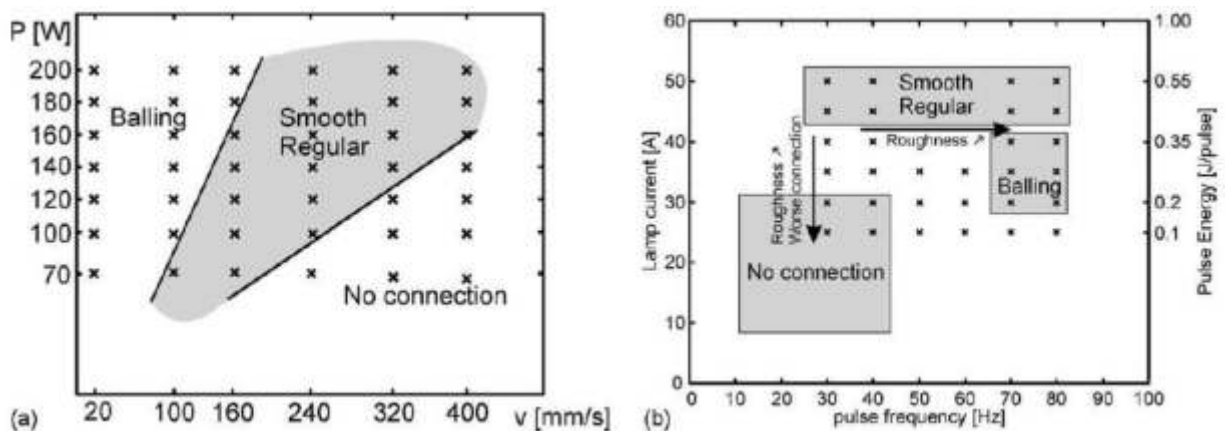 P [W]
200
180
160
140
120
100
70
Balling
Smooth
Regular
No connection
(a)
20 100 160 240 320 400 v [mm/s]
Lamp current [A]
60
50
40
30
20
10
0
Smooth
Regular
Roughness ↗
Roughness ↗
Worse connection
Balling
No connection
1.00
0.55
0.35
0.2
0.1
Pulse Energy [J/pulse]
(b)
0 10 20 30 40 50 60 70 80 90 100
pulse frequency [Hz]